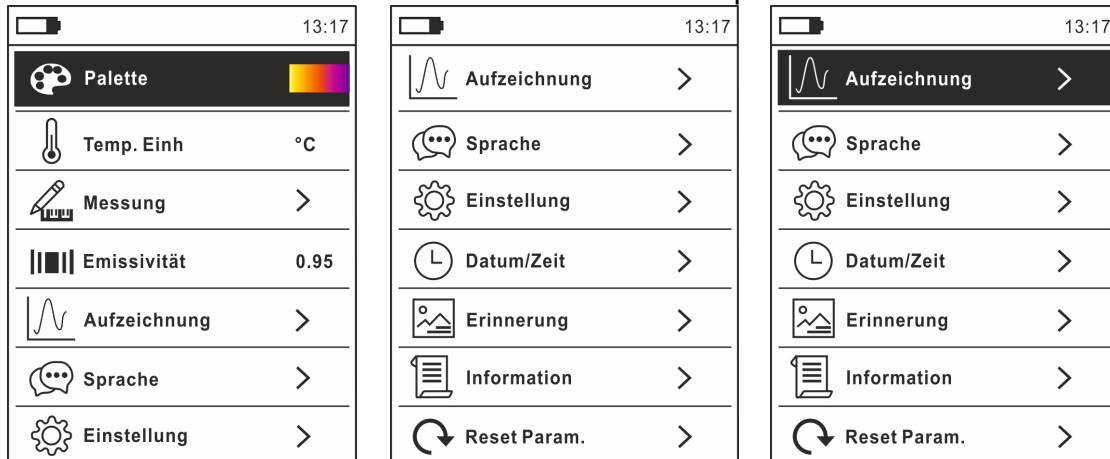 13:17
Palette
Temp. Einh °C
Messung
Emissivität 0.95
Aufzeichnung
Sprache
Einstellung
13:17
Aufzeichnung
Sprache
Einstellung
Datum/Zeit
Erinnerung
Information
Reset Param.
13:17
Aufzeichnung
Sprache
Einstellung
Datum/Zeit
Erinnerung
Information
Reset Param.